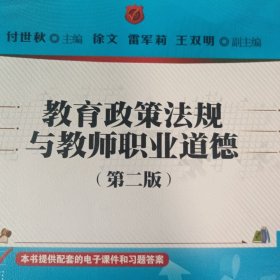 付世秋◎主编 徐文 雷军莉 王双明◎副主编
教育政策法规
与教师职业道德
（第二版）
本书提供配套的电子课件和习题答案